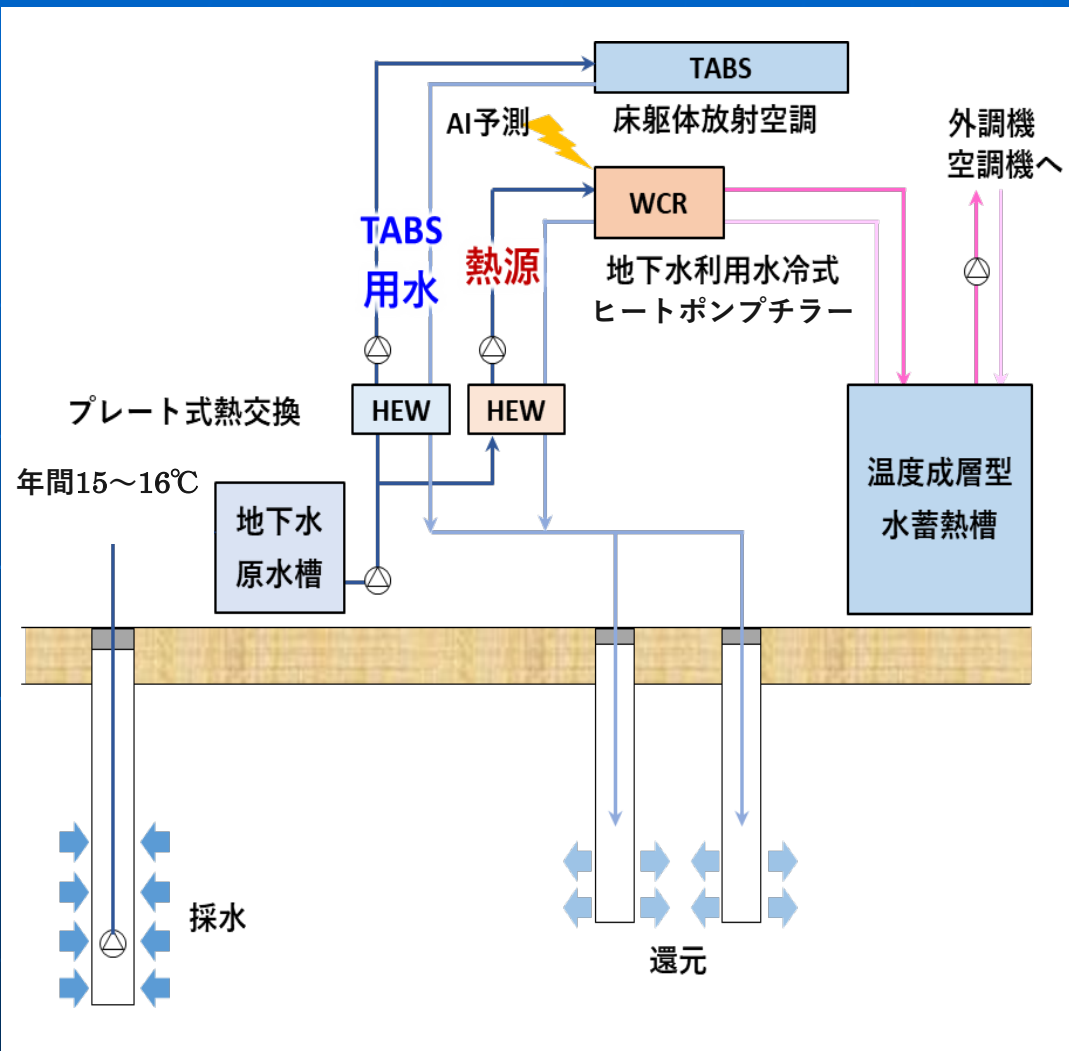 TABS
床躯体放射空調
AI予測
外調機
空調機へ
WCR
TABS
用水
熱源
地下水利用水冷式
ヒートポンプチラー
プレート式熱交換
HEW
HEW
年間15～16℃
地下水
原水槽
温度成層型
水蓄熱槽
採水
還元